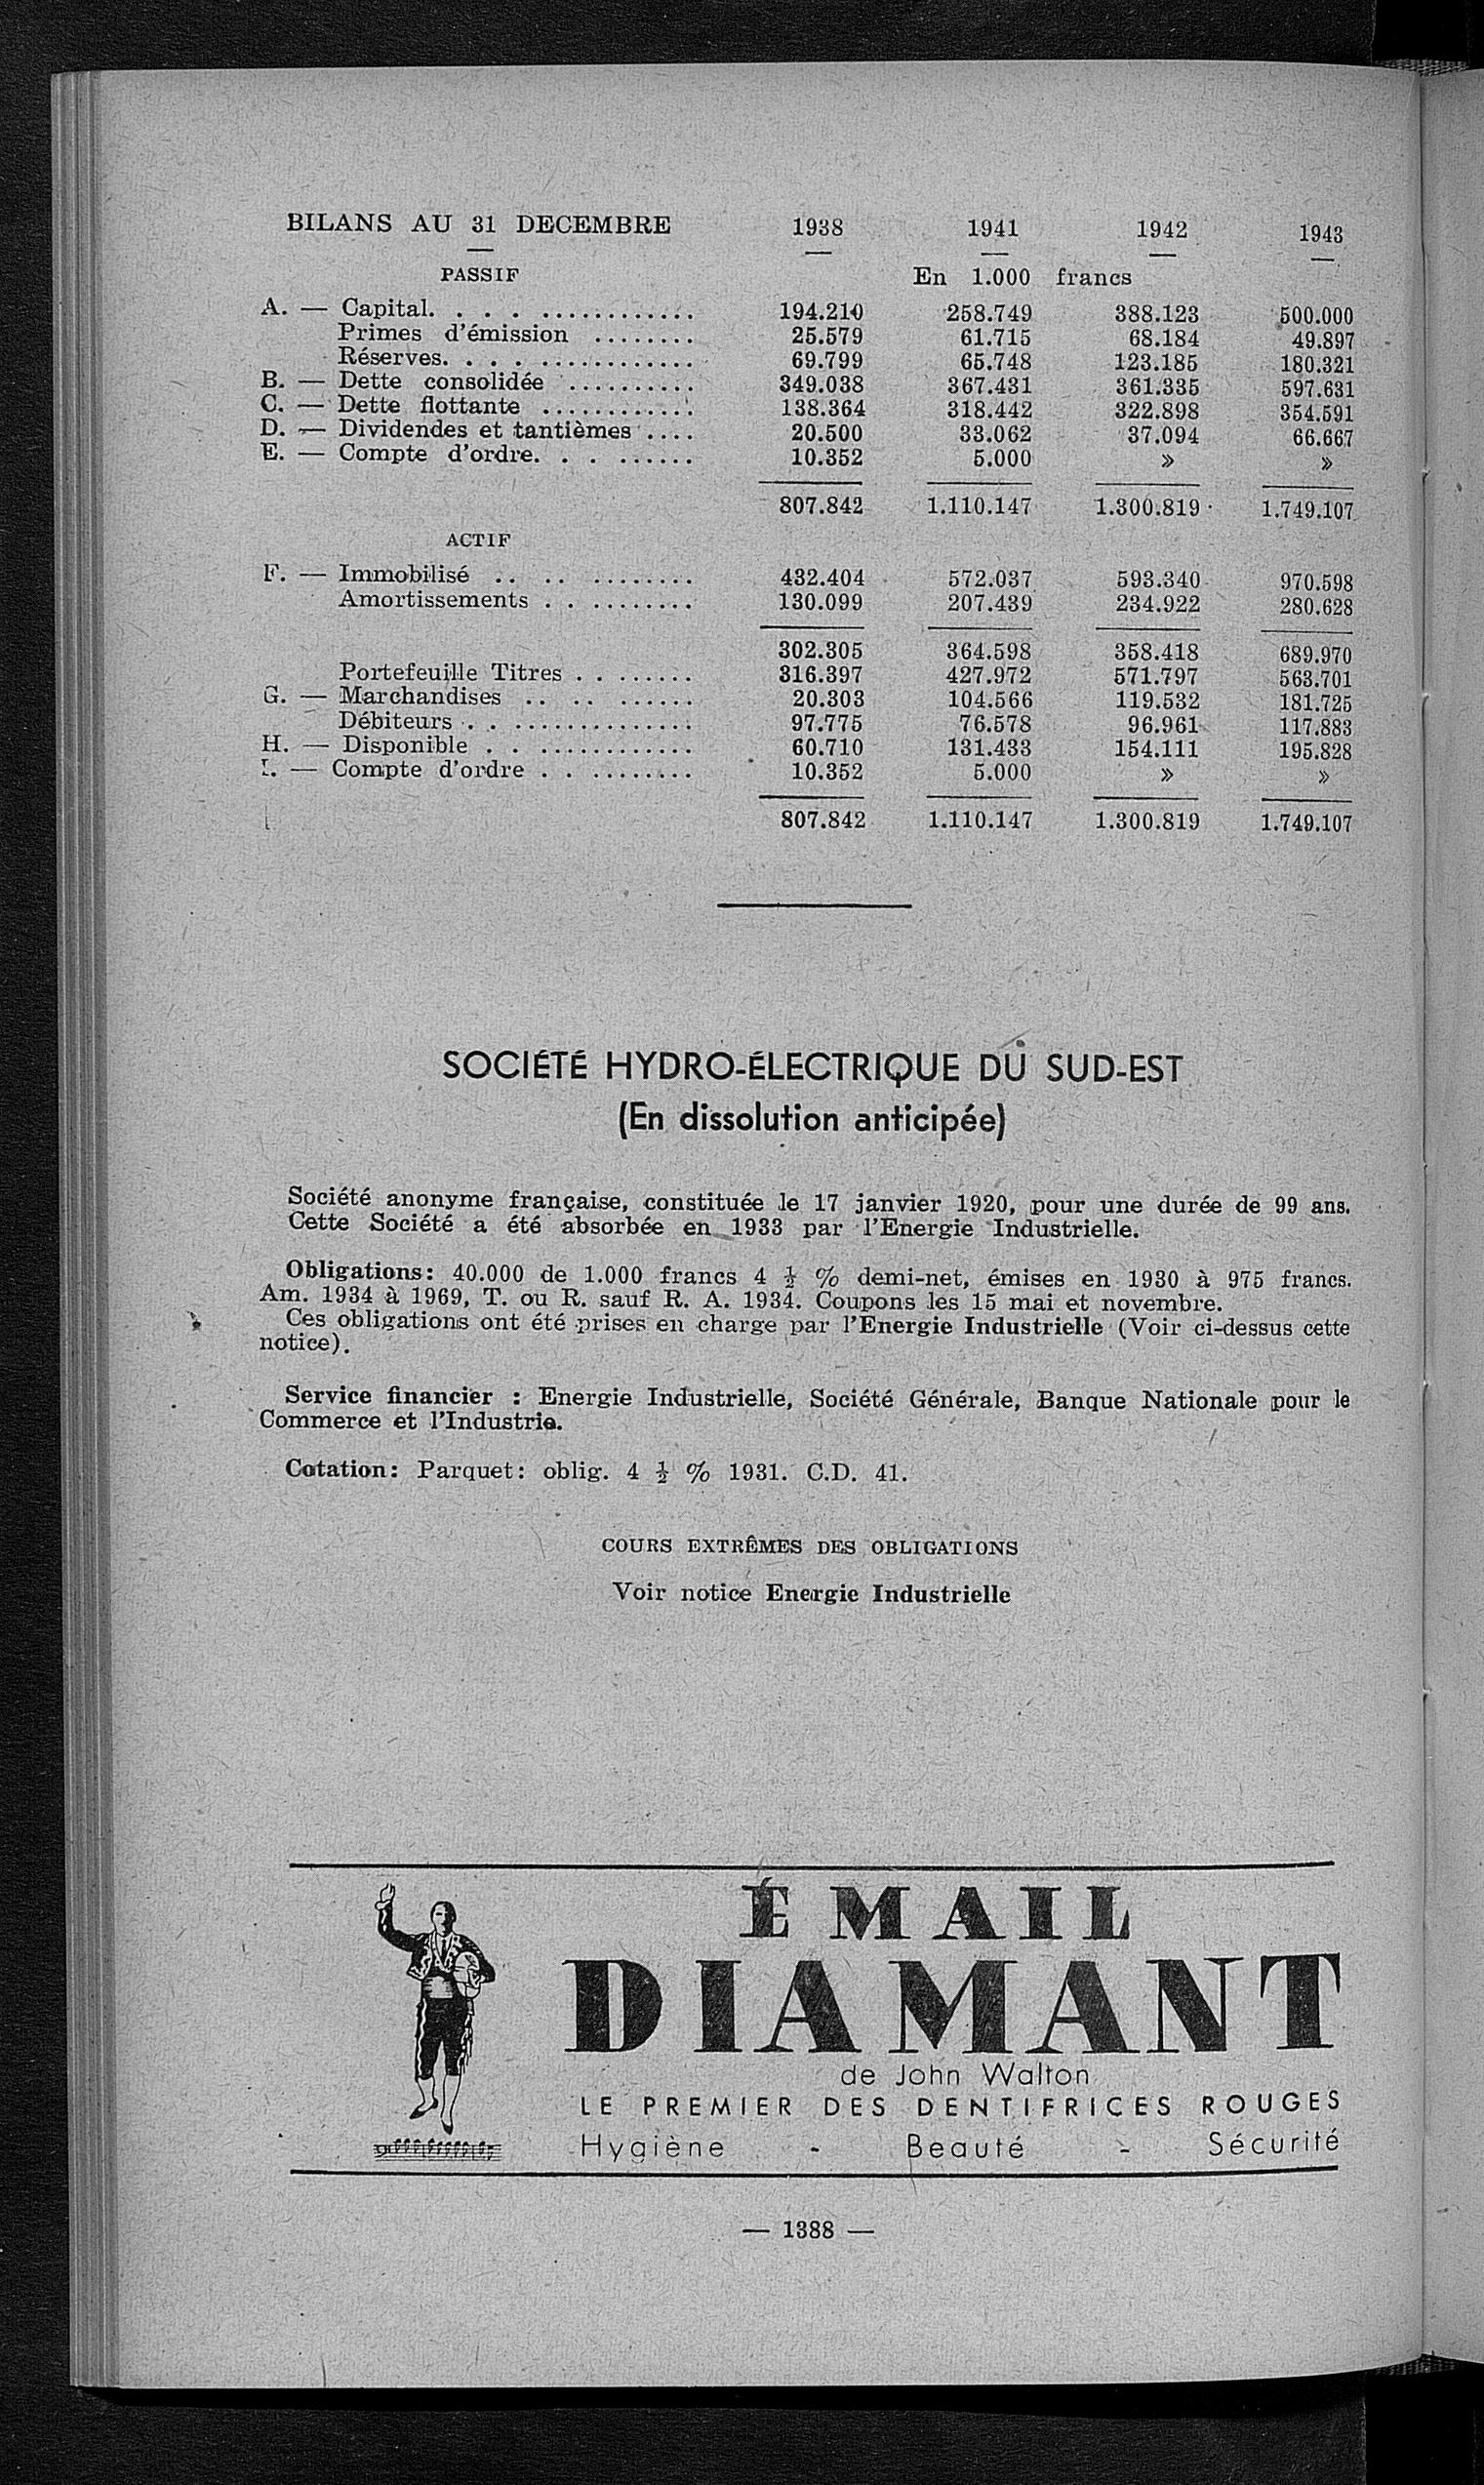 BILANS AU 31 DECEMBRE 1938 1941 1942 1943
PASSIF En 1.000 francs
A. — Capital. . . . ............. 194.210 258.749 388.123 500.000
Primes d'émission ........ 25.579 61.715 68.184 49.897
Réserves. . . . ............. 69.799 65.748 123.185 180.321
B. — Dette consolidée .......... 349.038 367.431 361.335 597.631
C. — Dette flottante ............ 138.364 318.442 322.898 354.591
D. — Dividendes et tantièmes .... 20.500 33.062 37.094 66.667
E. — Compte d'ordre. . . ...... 10.352 5.000 » »
807.842 1.110.147 1.300.819 1.749.107
ACTIF
F. — Immobilisé .. .. ........ 432.404 572.037 593.340 970.598
Amortissements . . ........ 130.099 207.439 234.922 280.628
302.305 364.598 358.418 689.970
Portefeuille Titres . . ...... 316.397 427.972 571.797 563.701
G. — Marchandises .. .. ...... 20.303 104.566 119.532 181.725
Débiteurs . . ............... 97.775 76.578 96.961 117.883
H. — Disponible . . ............. 60.710 131.433 154.111 195.828
I. — Compte d'ordre . . ........ 10.352 5.000 » »
807.842 1.110.147 1.300.819 1.749.107
SOCIÉTÉ HYDRO-ÉLECTRIQUE DU SUD-EST
(En dissolution anticipée)
Société anonyme française, constituée le 17 janvier 1920, pour une durée de 99 ans.
Cette Société a été absorbée en 1933 par l'Energie Industrielle.
Obligations: 40.000 de 1.000 francs 4 ½ % demi-net, émises en 1930 à 975 francs.
Am. 1934 à 1969, T. ou R. sauf R. A. 1934. Coupons les 15 mai et novembre.
Ces obligations ont été prises en charge par l'Energie Industrielle (Voir ci-dessus cette
notice).
Service financier : Energie Industrielle, Société Générale, Banque Nationale pour le
Commerce et l'Industrie.
Cotation: Parquet: oblig. 4 ½ % 1931. C.D. 41.
COURS EXTRÊMES DES OBLIGATIONS
Voir notice Energie Industrielle
ÉMAIL
DIAMANT
de John Walton
LE PREMIER DES DENTIFRICES ROUGES
Hygiène - Beauté - Sécurité
— 1388 —